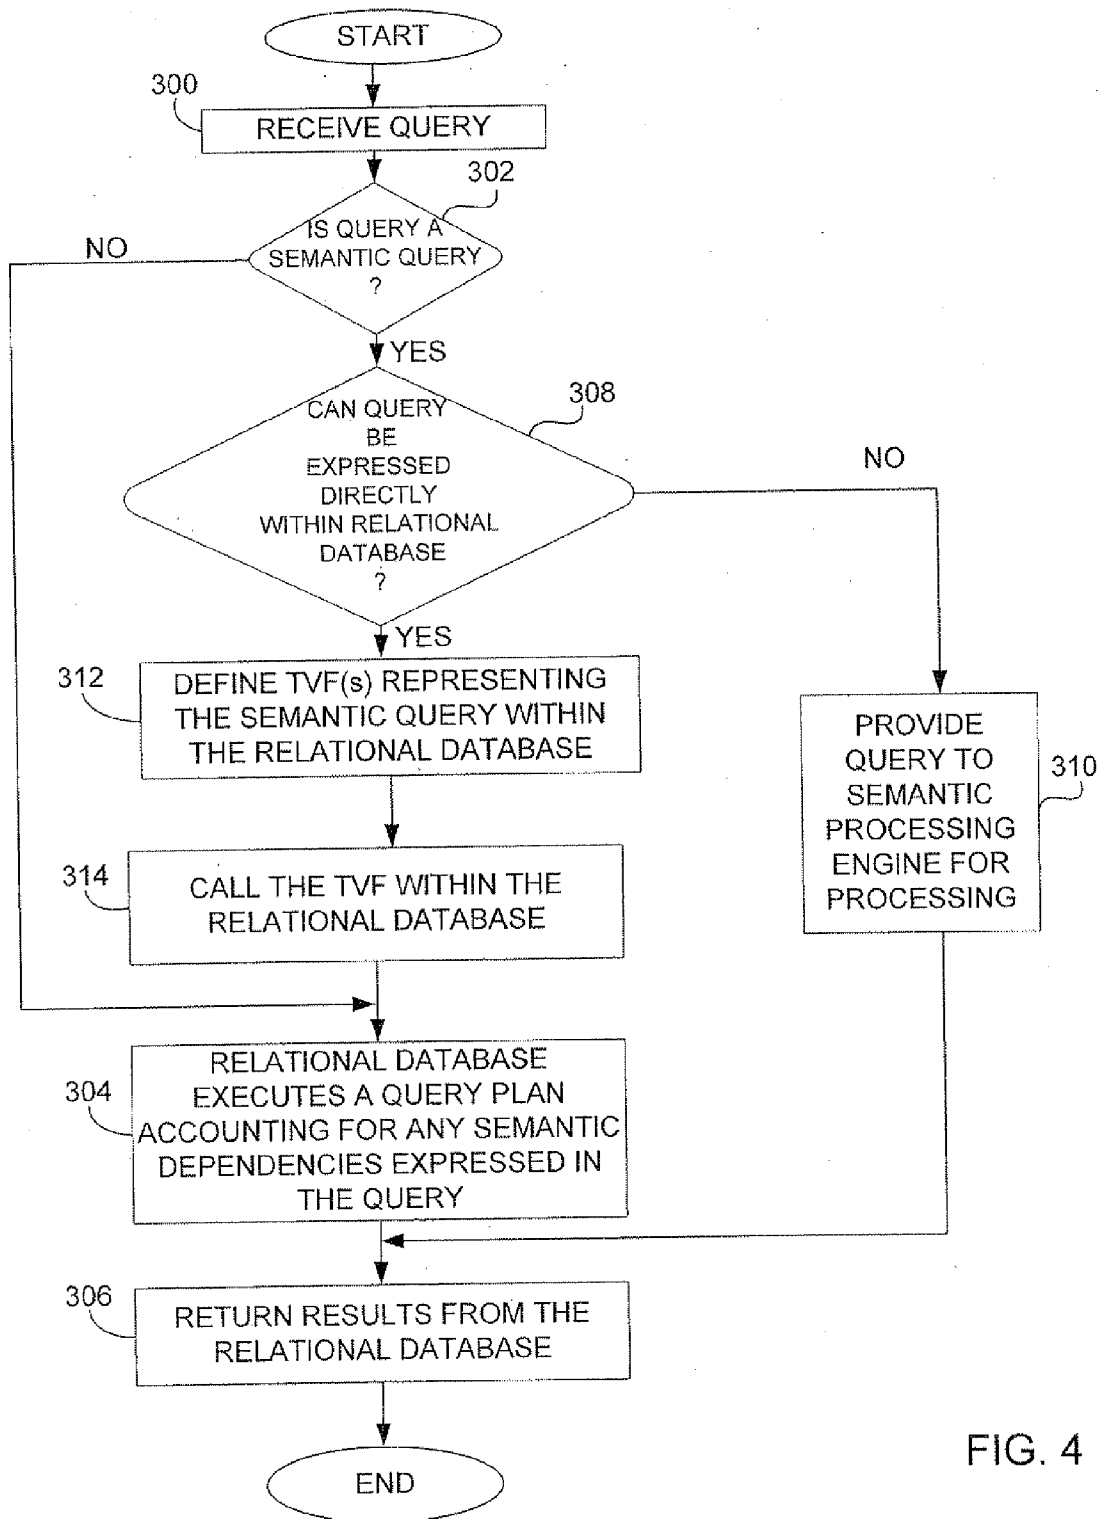 START
300
RECEIVE QUERY
302
IS QUERY A
SEMANTIC QUERY
?
NO
YES
308
CAN QUERY
BE
EXPRESSED
DIRECTLY
WITHIN RELATIONAL
DATABASE
?
NO
YES
312
DEFINE TVF(s) REPRESENTING
THE SEMANTIC QUERY WITHIN
THE RELATIONAL DATABASE
PROVIDE
QUERY TO
SEMANTIC
PROCESSING
ENGINE FOR
PROCESSING
310
314
CALL THE TVF WITHIN THE
RELATIONAL DATABASE
304
RELATIONAL DATABASE
EXECUTES A QUERY PLAN
ACCOUNTING FOR ANY SEMANTIC
DEPENDENCIES EXPRESSED IN
THE QUERY
306
RETURN RESULTS FROM THE
RELATIONAL DATABASE
END
FIG. 4